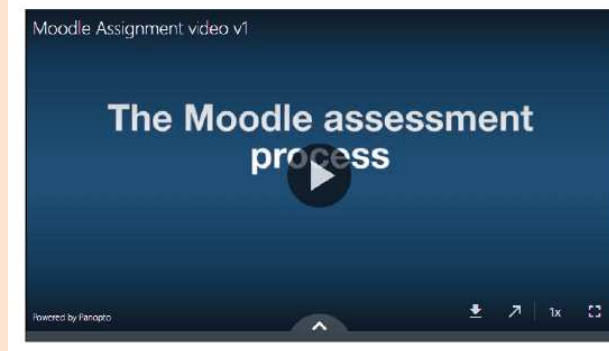 Moodle Assignment video v1
The Moodle assessment
process
Powered by Panopto
1x